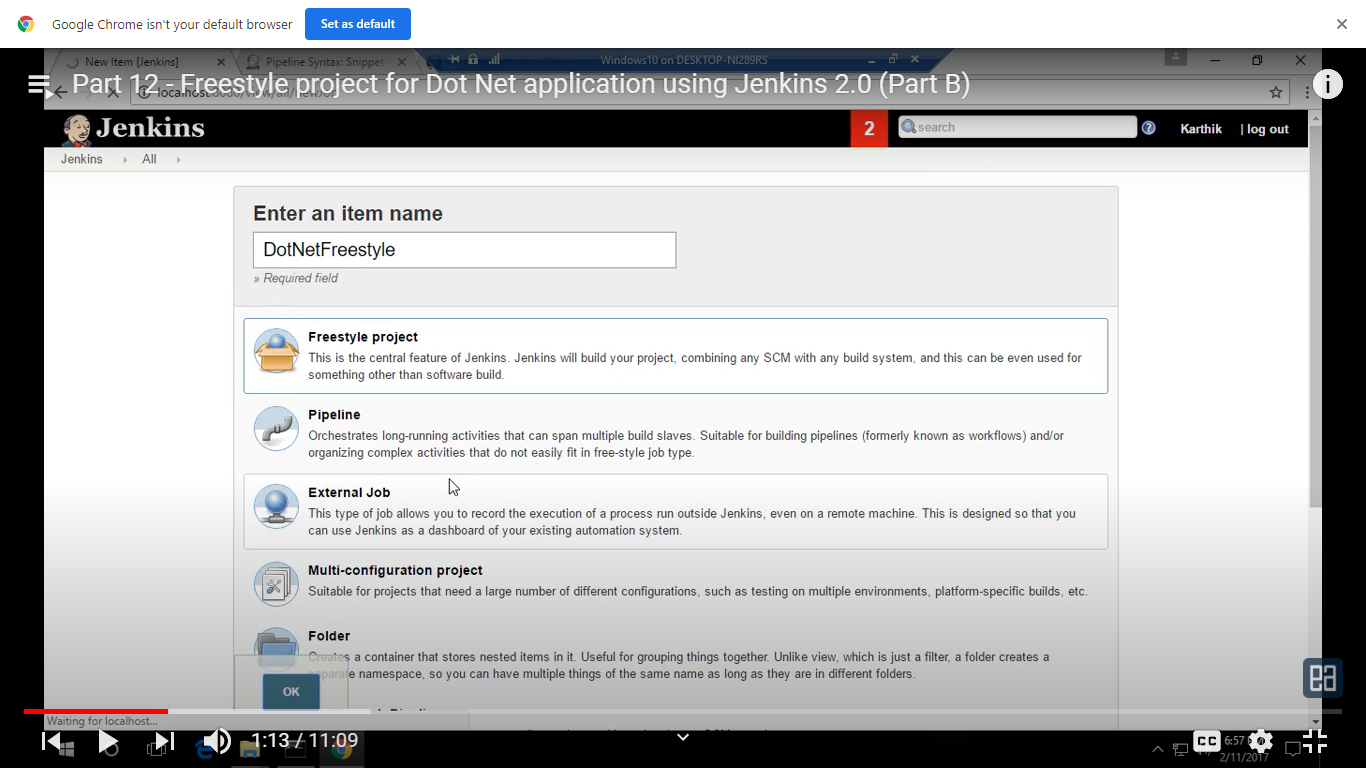 Google Chrome isn't your default browser
Set as default
New Item [Jenkins]
Pipeline Syntax: Snippet
Windows10 on DESKTOP-NI289RS
Part 12 - Freestyle project for Dot Net application using Jenkins 2.0 (Part B)
Jenkins
2
search
Karthik
| log out
Jenkins
All
Enter an item name
DotNetFreestyle
» Required field
Freestyle project
This is the central feature of Jenkins. Jenkins will build your project, combining any SCM with any build system, and this can be even used for
something other than software build.
Pipeline
Orchestrates long-running activities that can span multiple build slaves. Suitable for building pipelines (formerly known as workflows) and/or
organizing complex activities that do not easily fit in free-style job type.
External Job
This type of job allows you to record the execution of a process run outside Jenkins, even on a remote machine. This is designed so that you
can use Jenkins as a dashboard of your existing automation system.
Multi-configuration project
Suitable for projects that need a large number of different configurations, such as testing on multiple environments, platform-specific builds, etc.
Folder
Creates a container that stores nested items in it. Useful for grouping things together. Unlike view, which is just a filter, a folder creates a
separate namespace, so you can have multiple things of the same name as long as they are in different folders.
OK
Waiting for localhost...
1:13 / 11:09
CC
6:57
2/11/2017